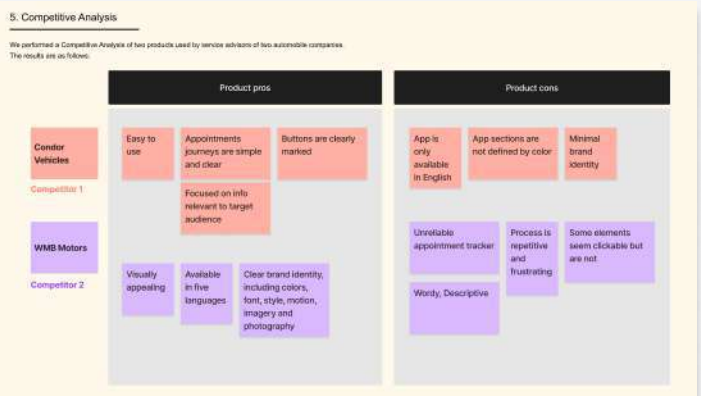 5. Competitive Analysis
We performed a Competitive Analysis of two products used by service advisors of two automobile companies.
The results are as follows:
Product pros
Product cons
Condor
Vehicles
Competitor 1
Easy to
use
Appointments
journeys are simple
and clear
Buttons are clearly
marked
Focused on info
relevant to target
audience
App is
only
available
in English
App sections are
not defined by color
Minimal
brand
identity
WMB Motors
Competitor 2
Visually
appealing
Available
in five
languages
Clear brand identity,
including colors,
font, style, motion,
imagery and
photography
Unreliable
appointment tracker
Process is
repetitive
and
frustrating
Some elements
seem clickable but
are not
Wordy, Descriptive